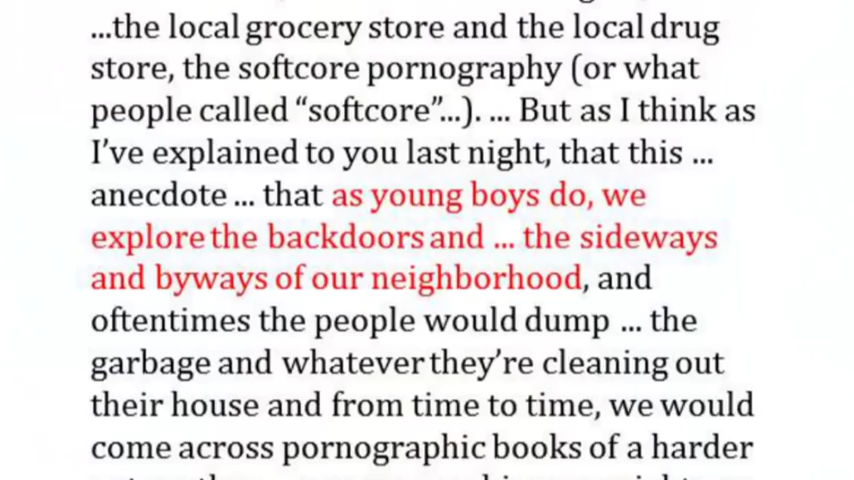 ...the local grocery store and the local drug
store, the softcore pornography (or what
people called “softcore”...). ... But as I think as
I’ve explained to you last night, that this ...
anecdote ... that as young boys do, we
explore the backdoors and ... the sideways
and byways of our neighborhood, and
oftentimes the people would dump ... the
garbage and whatever they’re cleaning out
their house and from time to time, we would
come across pornographic books of a harder